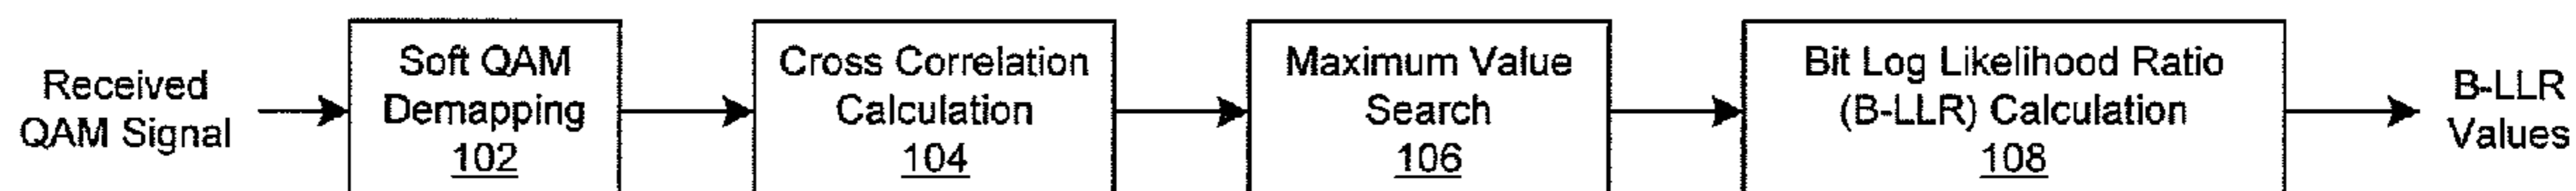 Received
QAM Signal
Soft QAM
Demapping
102
Cross Correlation
Calculation
104
Maximum Value
Search
106
Bit Log Likelihood Ratio
(B-LLR) Calculation
108
B-LLR
Values